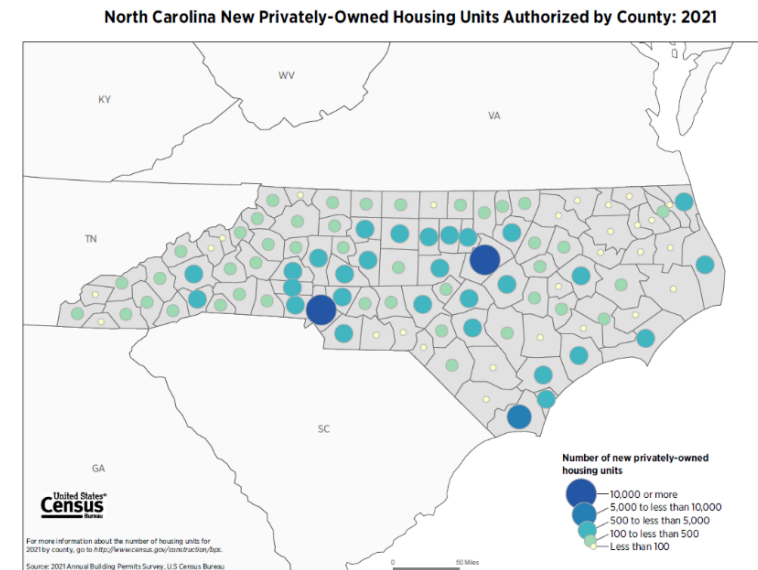 North Carolina New Privately-Owned Housing Units Authorized by County: 2021
WV
KY
VA
TN
SC
GA
Number of new privately-owned
housing units
10,000 or more
5,000 to less than 10,000
500 to less than 5,000
100 to less than 500
Less than 100
United States®
Census
Bureau
For more information about the number of housing units for
2021 by county, go to http://www.census.gov/construction/bps.
Source: 2021 Annual Building Permits Survey, U.S Census Bureau
0 50 Miles